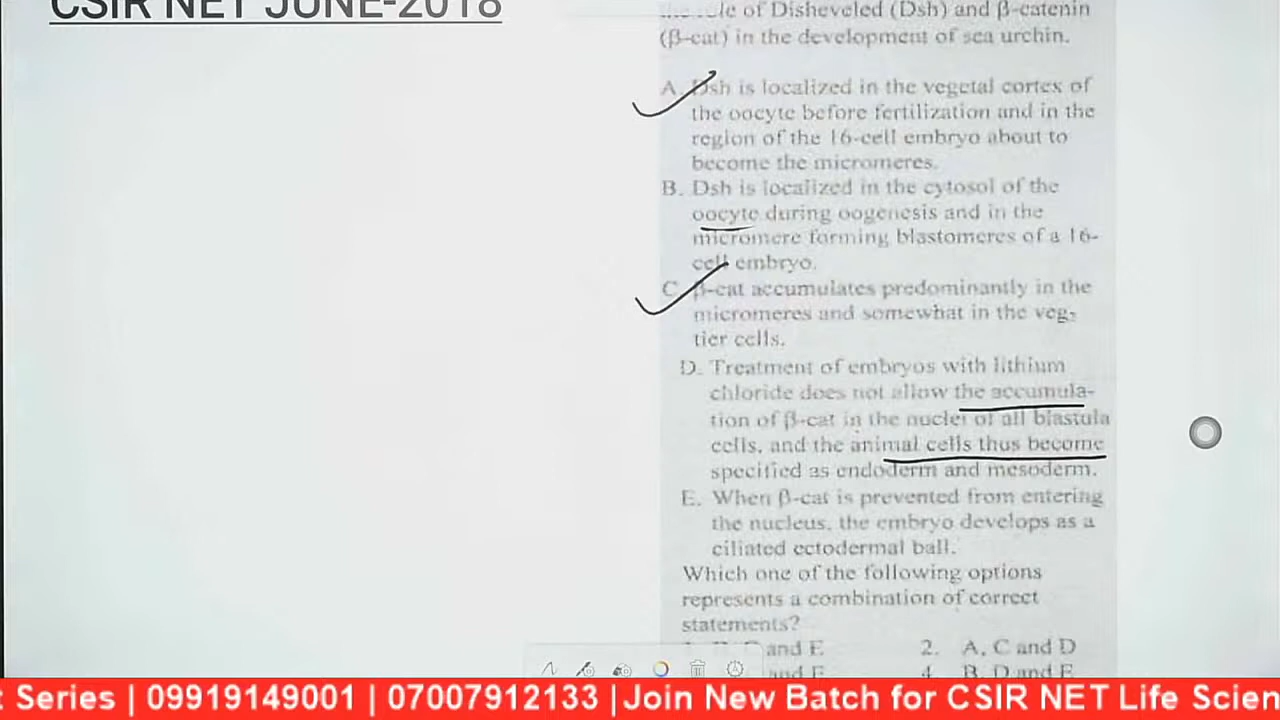 CSIR NET JUNE-2018
the role of Disheveled (Dsh) and β-catenin
(β-cat) in the development of sea urchin.
A. Dsh is localized in the vegetal cortex of
the oocyte before fertilization and in the
region of the 16-cell embryo about to
become the micromeres.
B. Dsh is localized in the cytosol of the
oocyte during oogenesis and in the
micromere forming blastomeres of a 16-
cell embryo.
C. β-cat accumulates predominantly in the
micromeres and somewhat in the veg₂
tier cells.
D. Treatment of embryos with lithium
chloride does not allow the accumula-
tion of β-cat in the nuclei of all blastula
cells, and the animal cells thus become
specified as endoderm and mesoderm.
E. When β-cat is prevented from entering
the nucleus, the embryo develops as a
ciliated ectodermal ball.
Which one of the following options
represents a combination of correct
statements?
and E 2. A, C and D
and E 4. B, D and E
Series | 09919149001 | 07007912133 |Join New Batch for CSIR NET Life Scien